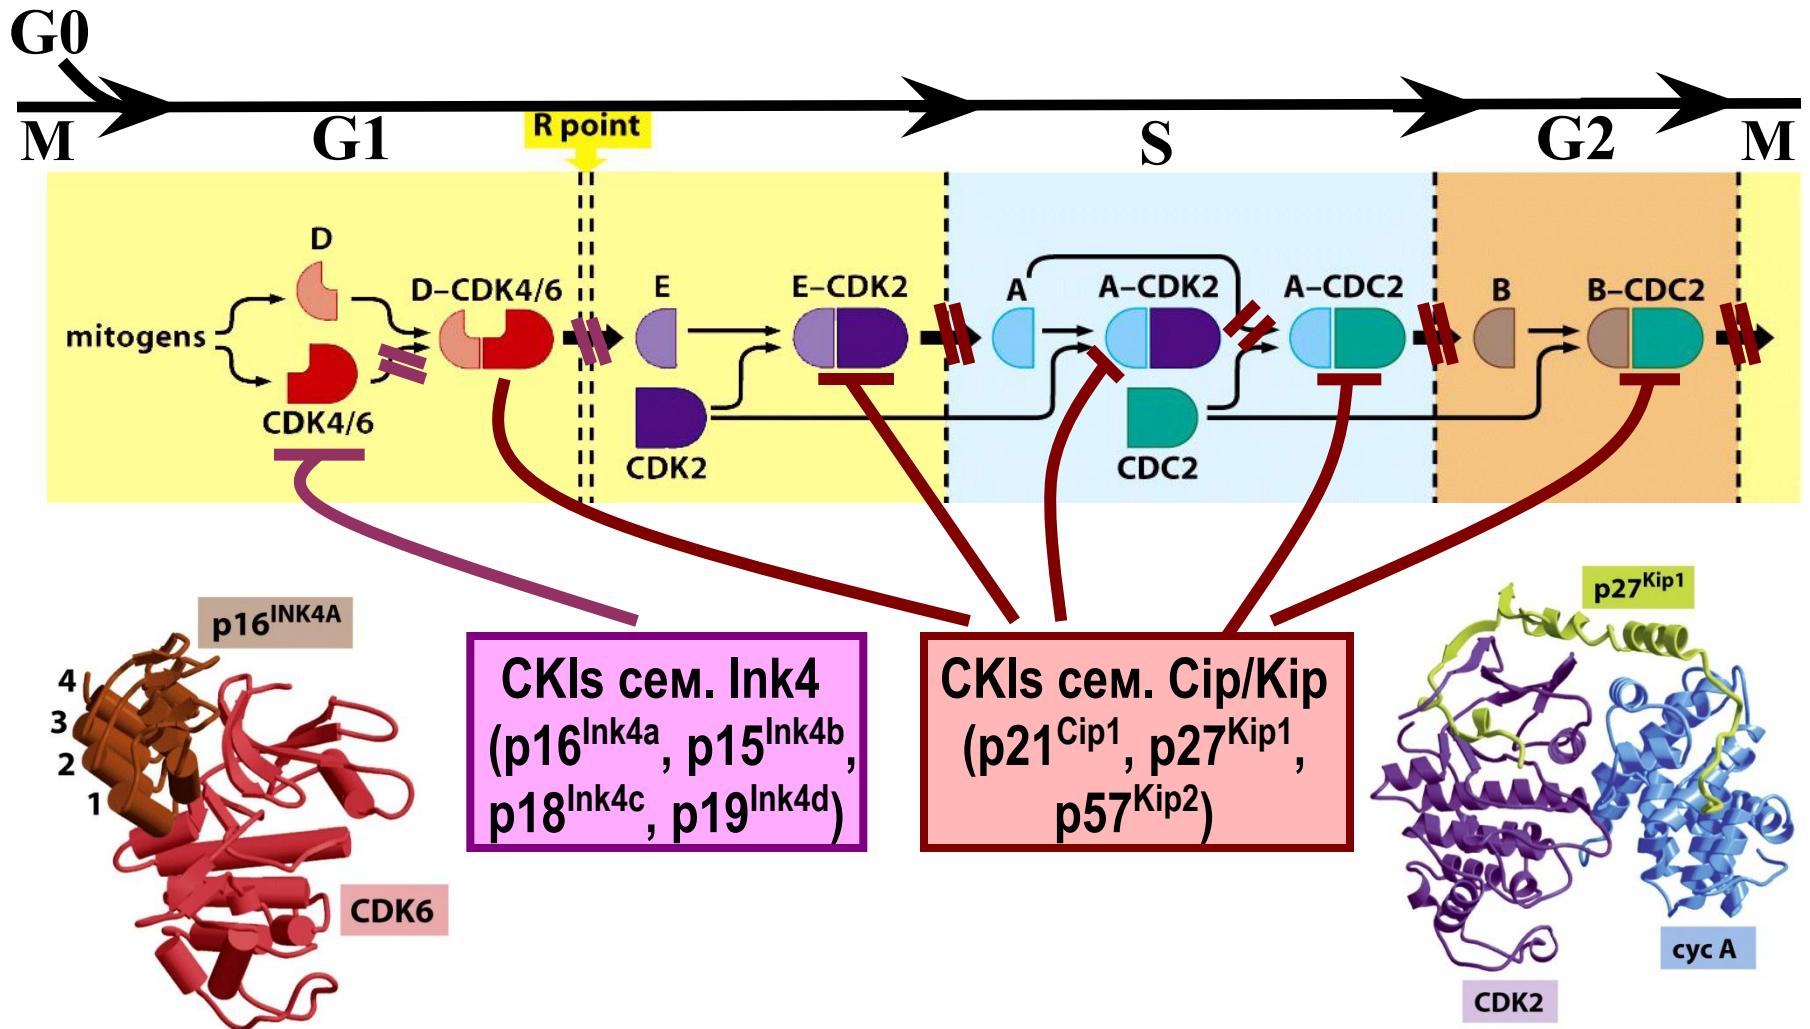 G0
M
G1
R point
S
G2
M
D
D–CDK4/6
E
E–CDK2
A
A–CDK2
A–CDC2
B
B–CDC2
mitogens
CDK4/6
CDK2
CDC2
p16INK4A
4
3
2
1
CDK6
CKIs сем. Ink4
(p16Ink4a, p15Ink4b,
p18Ink4c, p19Ink4d)
CKIs сем. Cip/Kip
(p21Cip1, p27Kip1,
p57Kip2)
p27Kip1
cyc A
CDK2